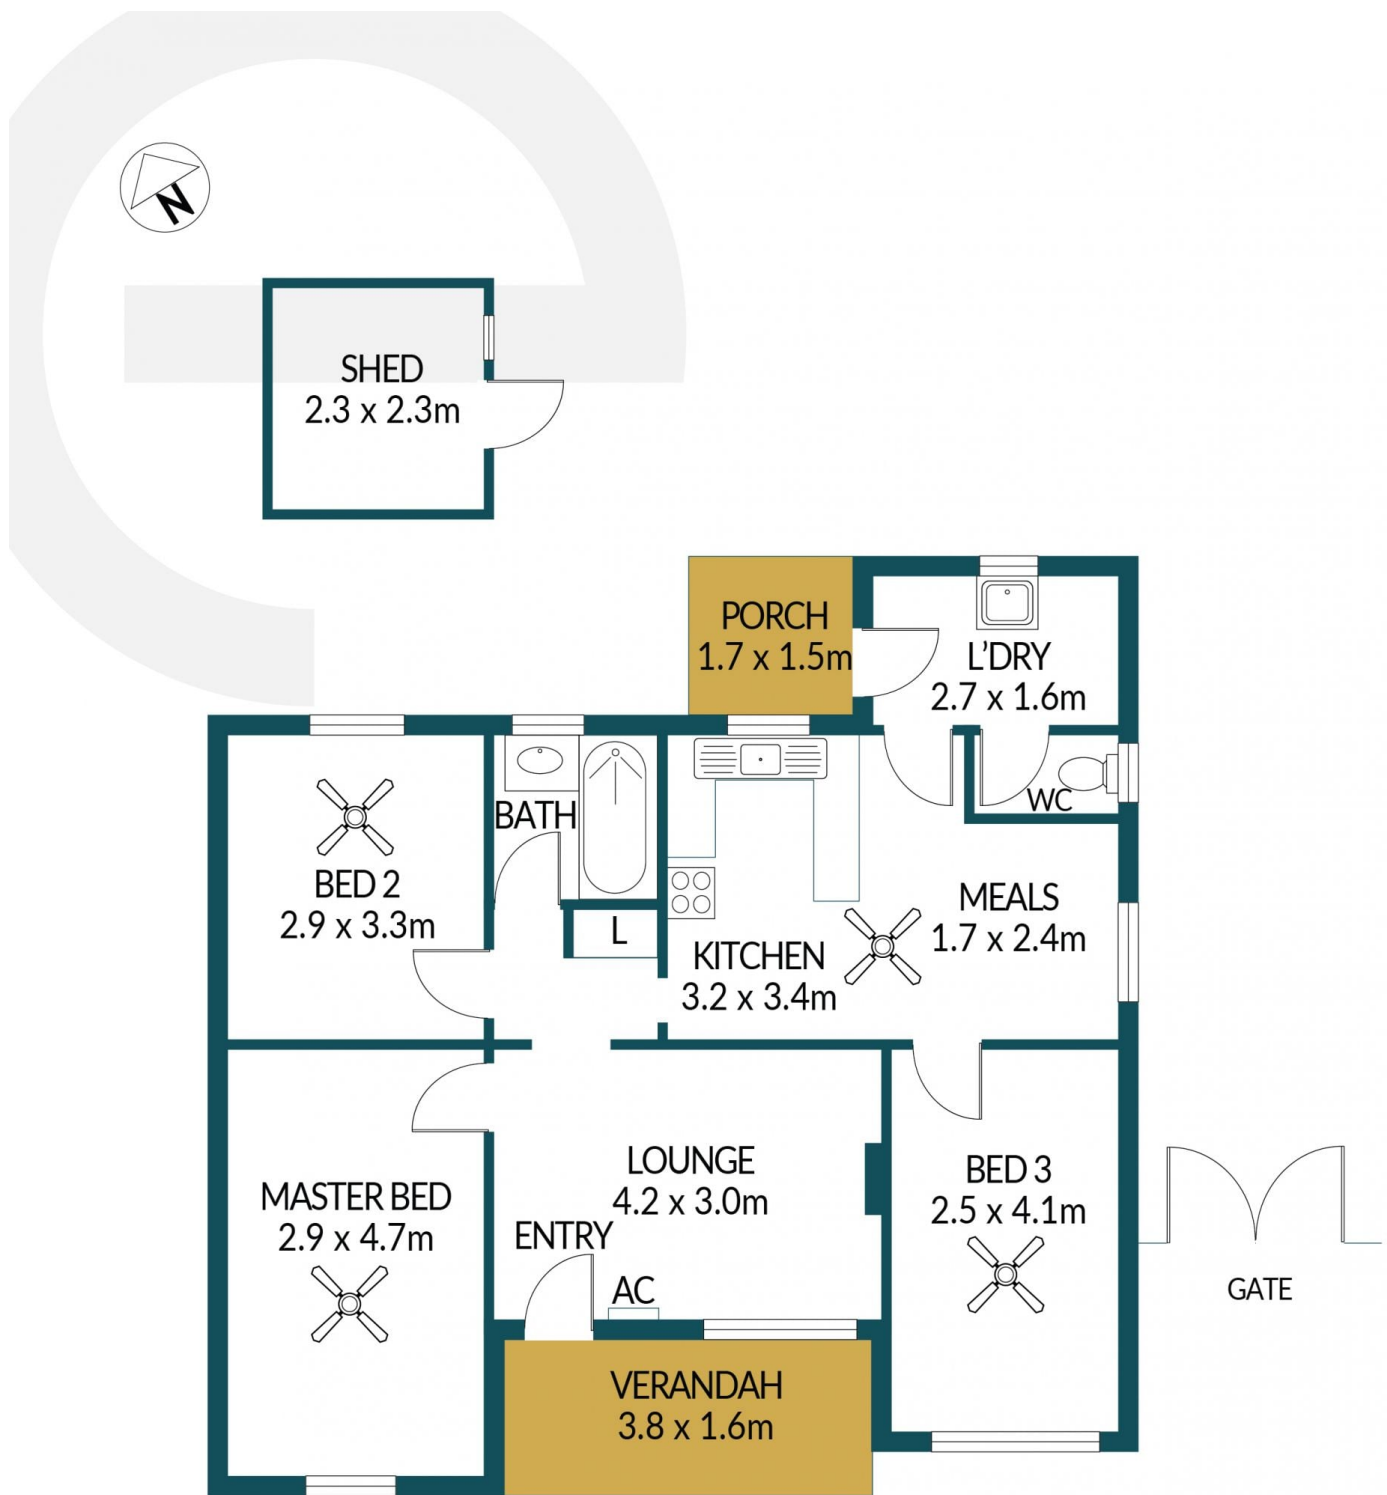 N
SHED
2.3 x 2.3m
PORCH
1.7 x 1.5m
L'DRY
2.7 x 1.6m
WC
BATH
BED 2
2.9 x 3.3m
L
KITCHEN
3.2 x 3.4m
MEALS
1.7 x 2.4m
MASTER BED
2.9 x 4.7m
LOUNGE
4.2 x 3.0m
ENTRY
AC
BED 3
2.5 x 4.1m
GATE
VERANDAH
3.8 x 1.6m